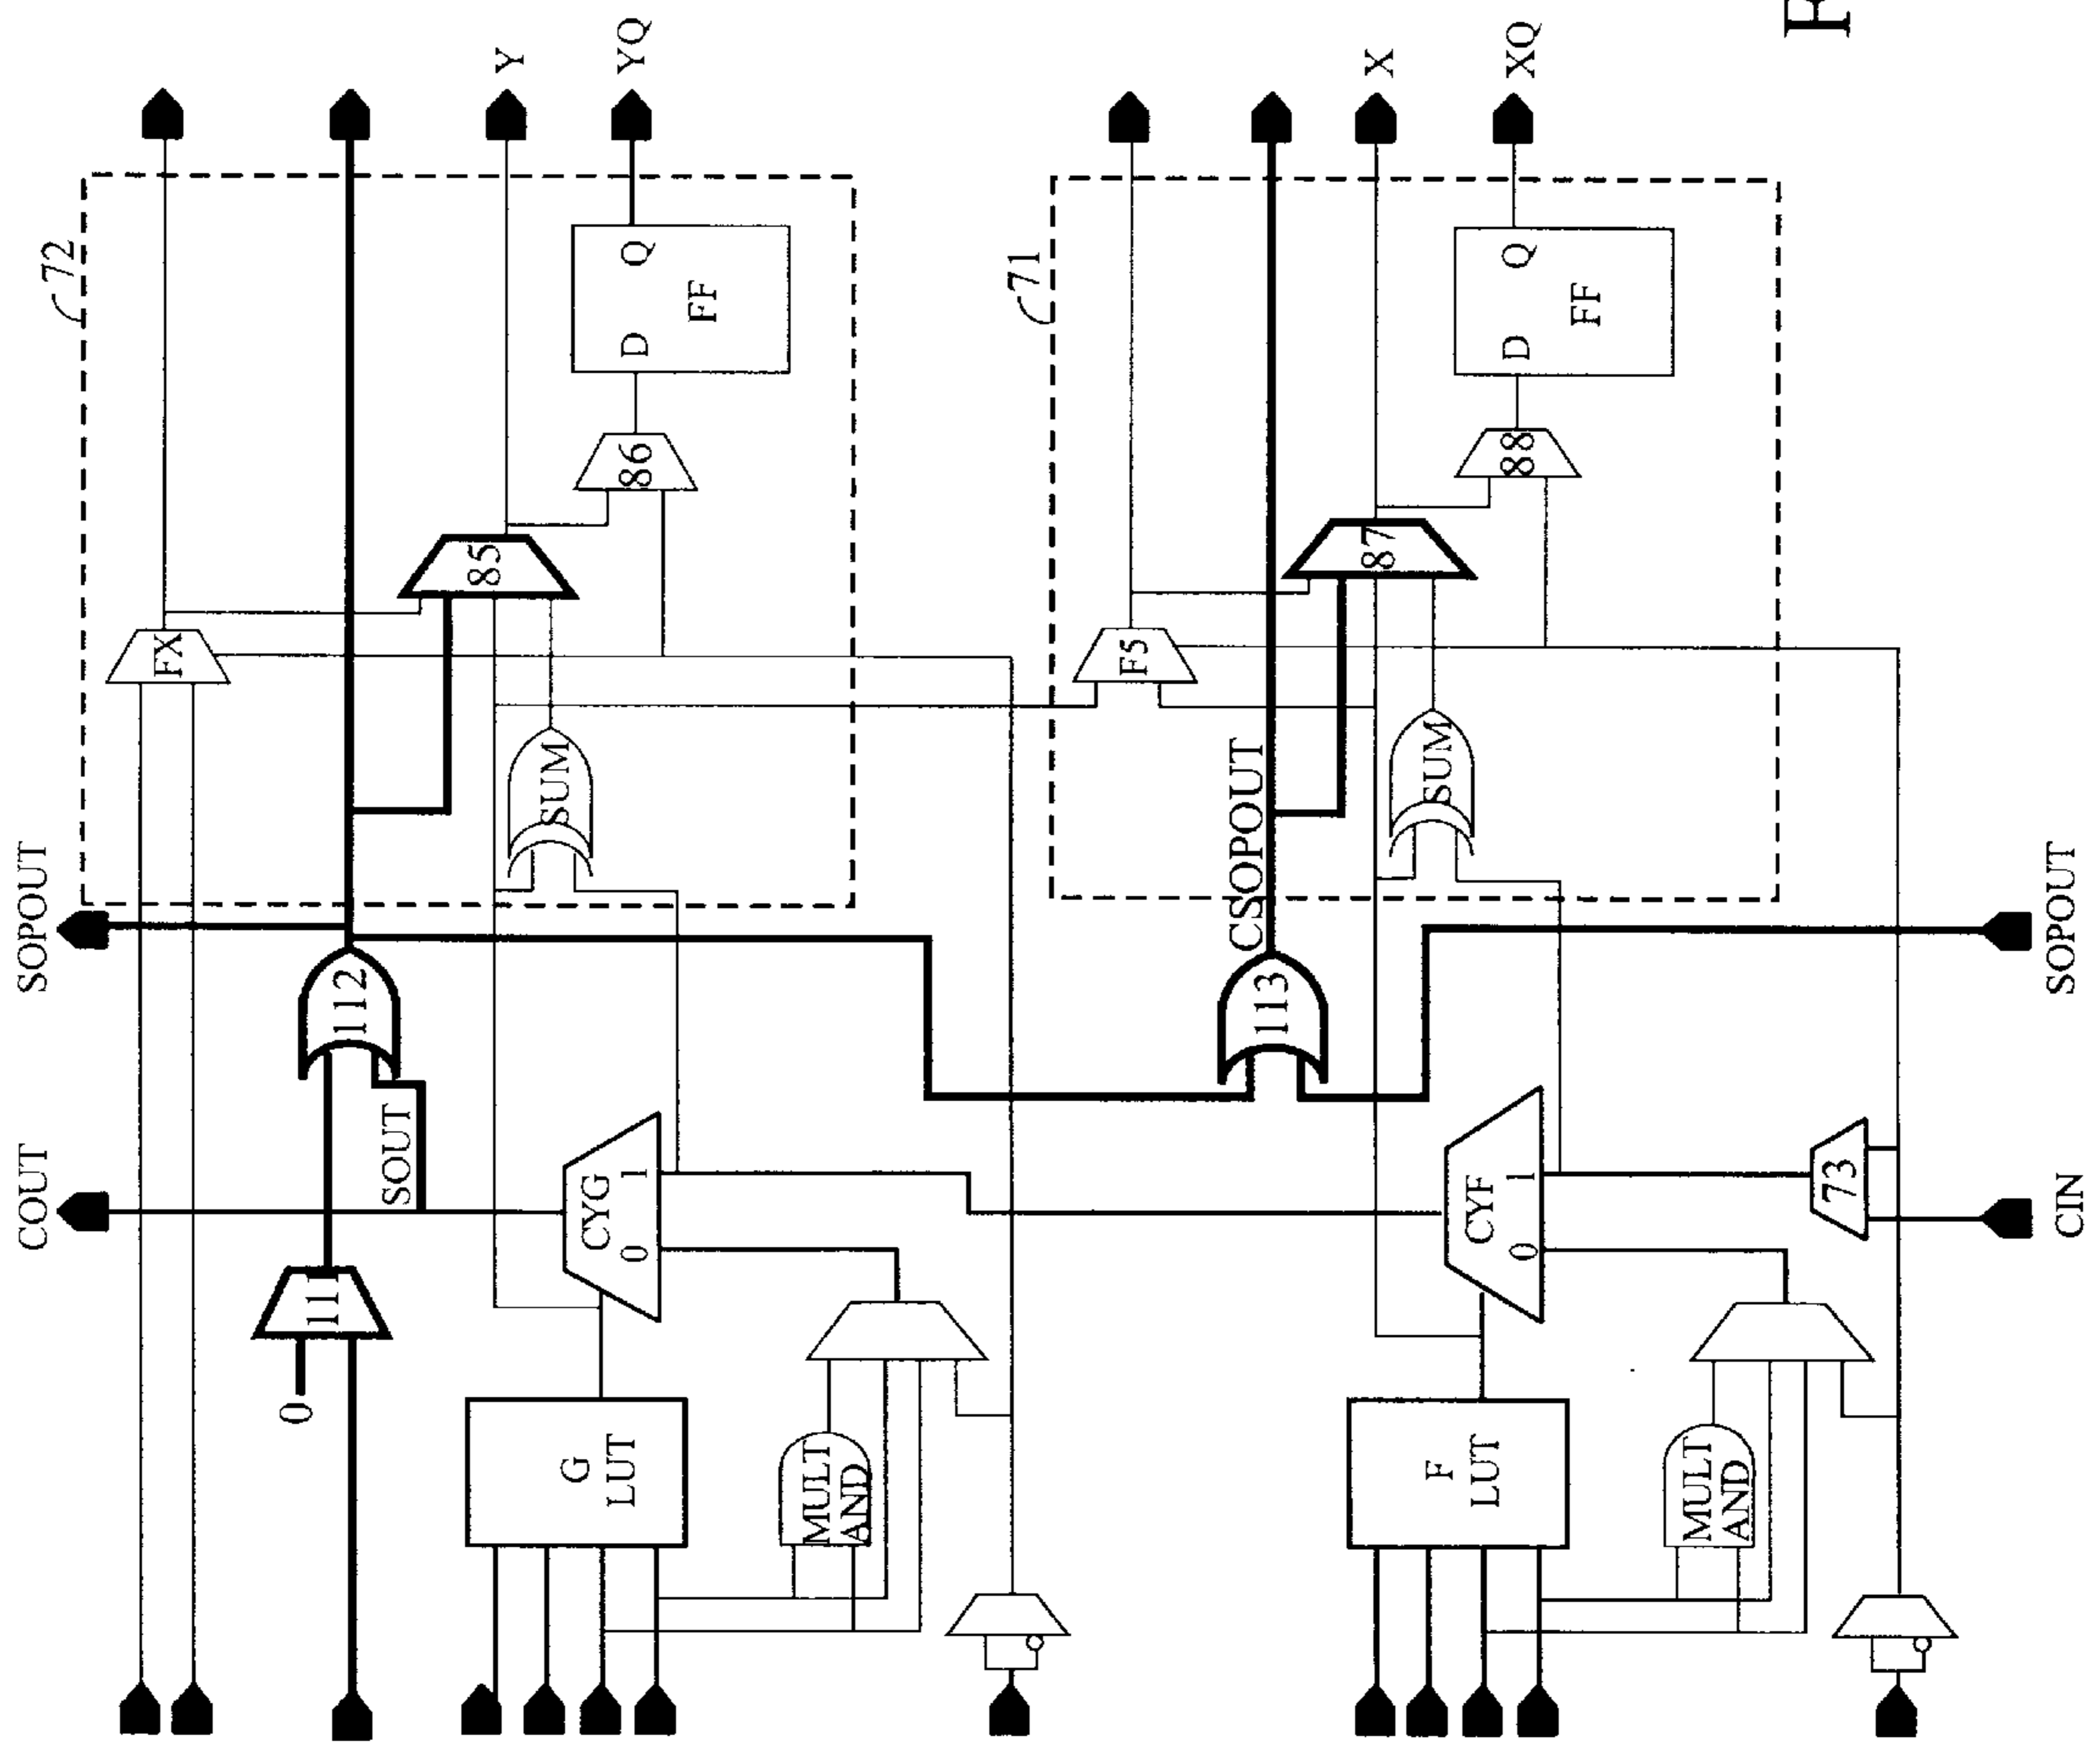 SOPOUT
COUT
72
FX
Y
YQ
85
86
D
Q
FF
SUM
112
SOUT
111
0
CYG
0
1
G
LUT
MULT
AND
71
F5
X
XQ
87
88
D
Q
FF
SUM
CSOPOUT
113
CYF
0
1
F
LUT
MULT
AND
73
SOPOUT
CIN